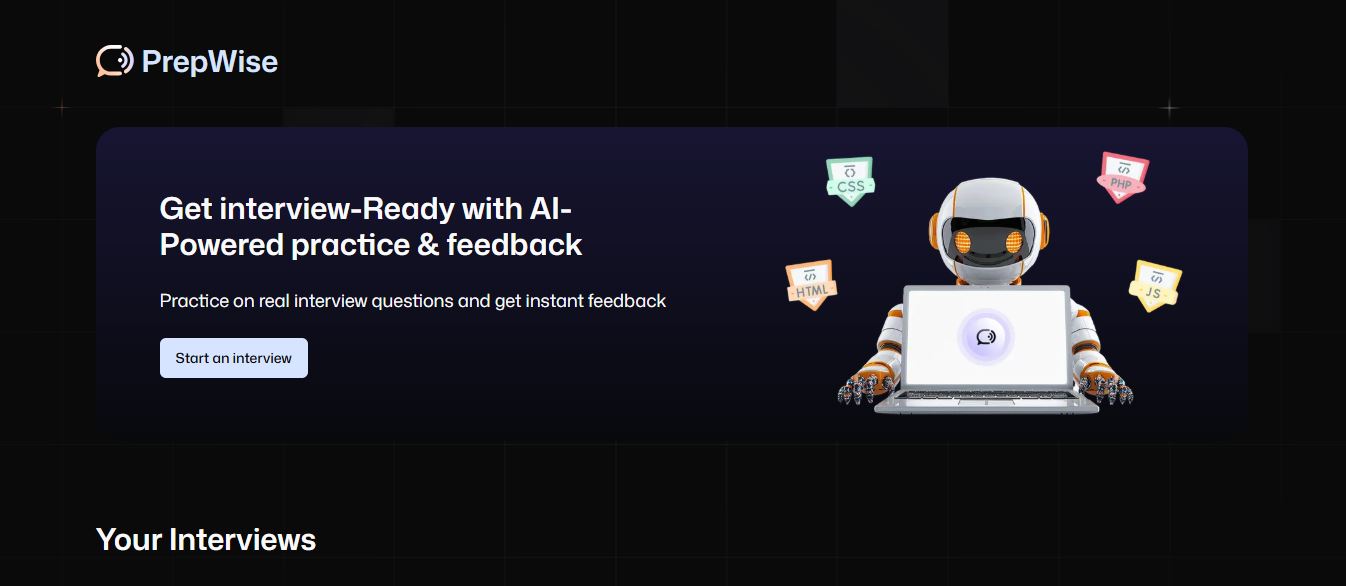 PrepWise
Get interview-Ready with AI-
Powered practice & feedback
Practice on real interview questions and get instant feedback
Start an interview
CSS
PHP
HTML
JS
Your Interviews